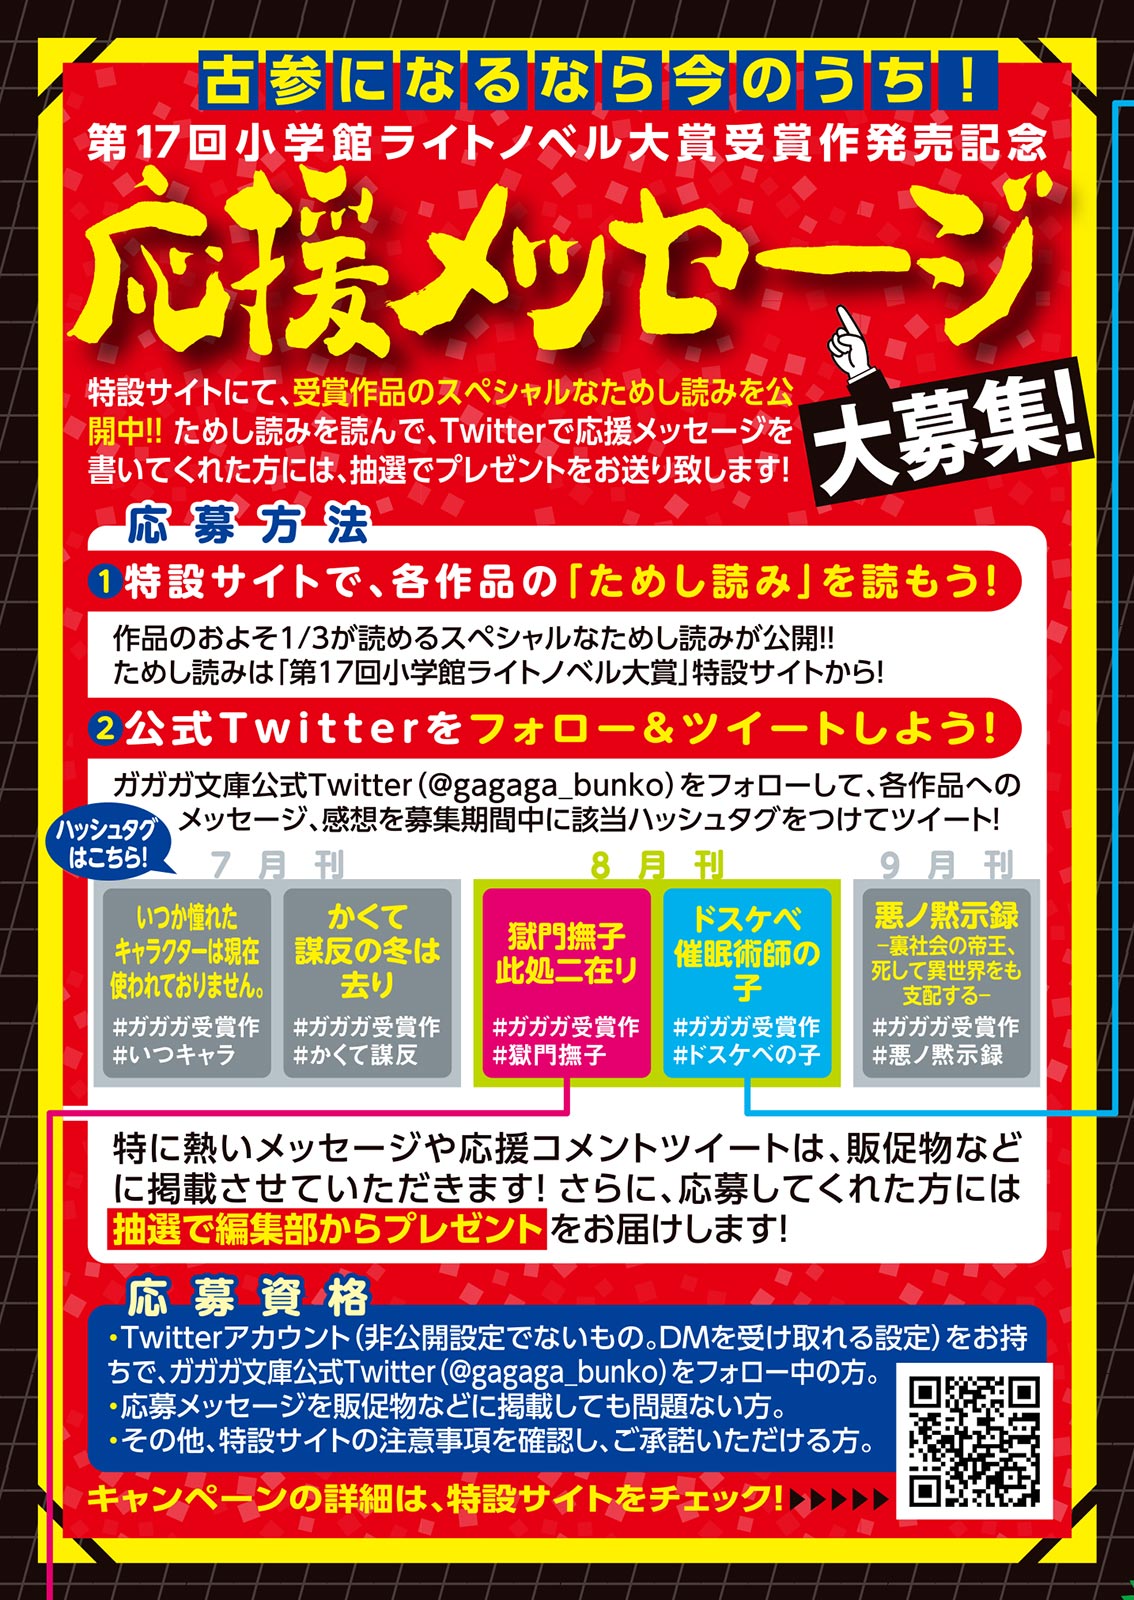 古参になるなら今のうち！
第17回小学館ライトノベル大賞受賞作発売記念
応援メッセージ
大募集!
特設サイトにて、受賞作品のスペシャルなためし読みを公
開中!! ためし読みを読んで、Twitterで応援メッセージを
書いてくれた方には、抽選でプレゼントをお送り致します!
応募方法
1 特設サイトで、各作品の「ためし読み」を読もう!
作品のおよそ1/3が読めるスペシャルなためし読みが公開!!
ためし読みは「第17回小学館ライトノベル大賞」特設サイトから!
2 公式Twitterをフォロー＆ツイートしよう!
ガガガ文庫公式Twitter（@gagaga_bunko）をフォローして、各作品への
メッセージ、感想を募集期間中に該当ハッシュタグをつけてツイート!
ハッシュタグ
はこちら!
7月刊
いつか憧れた
キャラクターは現在
使われておりません。
#ガガガ受賞作
#いつキャラ
かくて
謀反の冬は
去り
#ガガガ受賞作
#かくて謀反
8月刊
獄門撫子
此処ニ在リ
#ガガガ受賞作
#獄門撫子
ドスケベ
催眠術師の
子
#ガガガ受賞作
#ドスケベの子
9月刊
悪ノ黙示録
−裏社会の帝王、
死して異世界をも
支配する−
#ガガガ受賞作
#悪ノ黙示録
特に熱いメッセージや応援コメントツイートは、販促物など
に掲載させていただきます! さらに、応募してくれた方には
抽選で編集部からプレゼントをお届けします!
応募資格
・Twitterアカウント（非公開設定でないもの。DMを受け取れる設定）をお持
ちで、ガガガ文庫公式Twitter（@gagaga_bunko）をフォロー中の方。
・応募メッセージを販促物などに掲載しても問題ない方。
・その他、特設サイトの注意事項を確認し、ご承諾いただける方。
キャンペーンの詳細は、特設サイトをチェック!